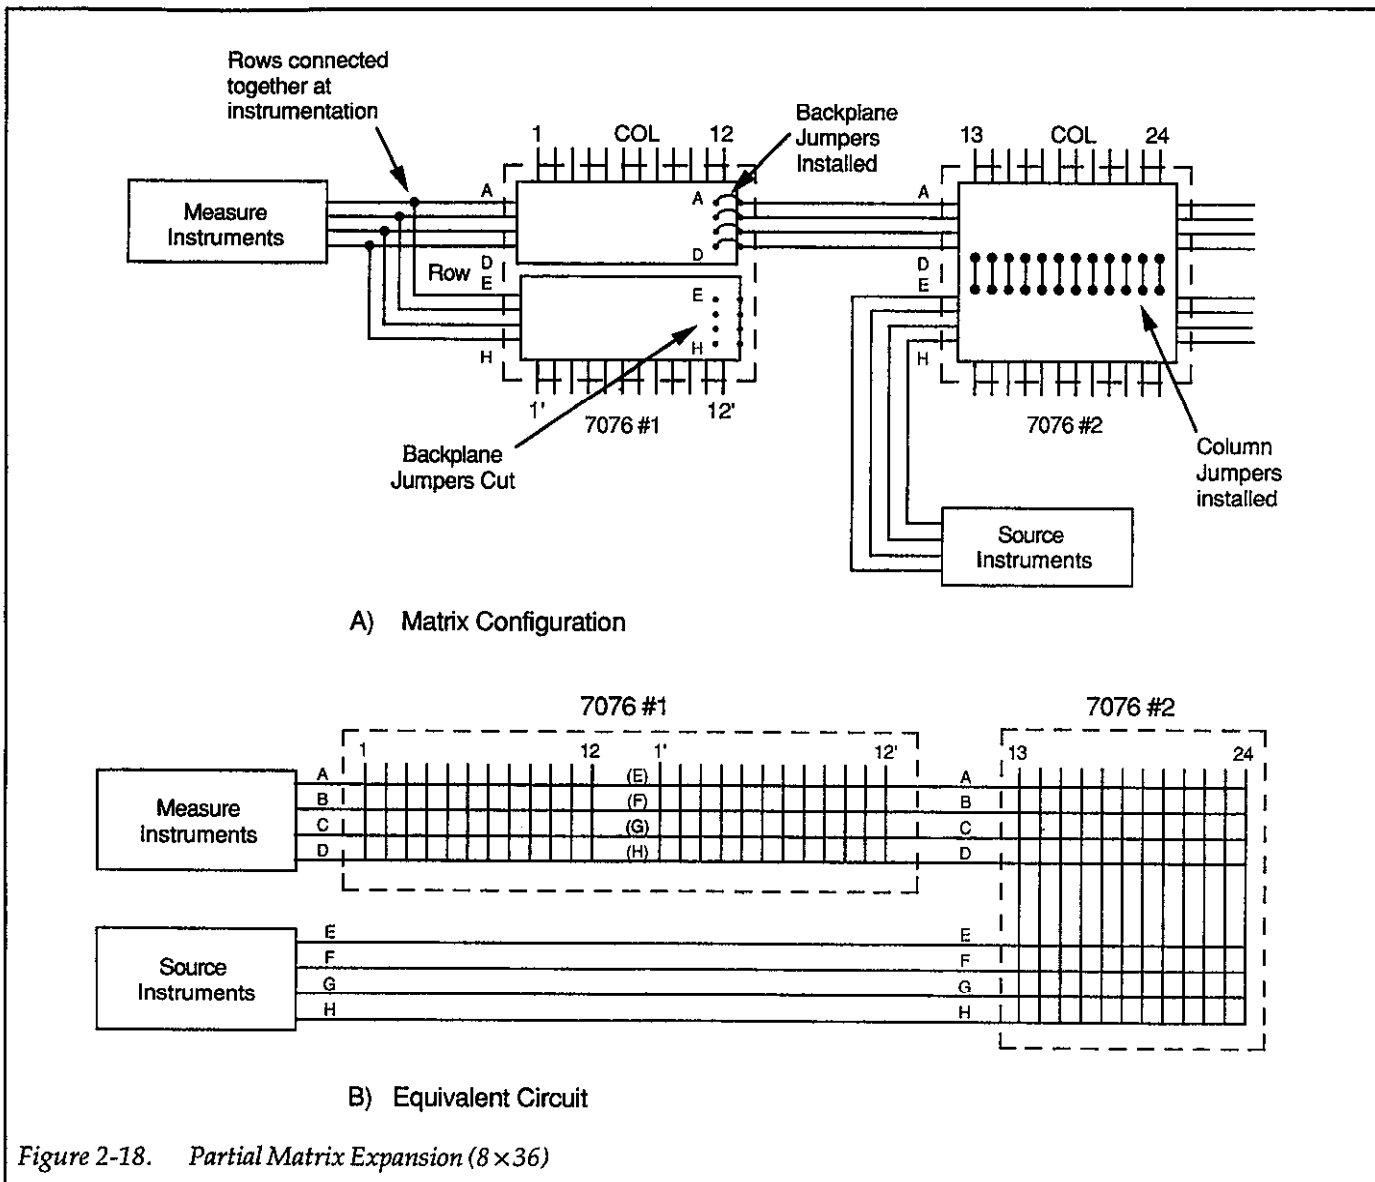 Rows connected
together at
instrumentation
Backplane
Jumpers
Installed
1 COL 12
13 COL 24
Measure
Instruments
A
A
A
D
D
D
Row
E
E
E
H
H
H
1' 12'
7076 #1
7076 #2
Backplane
Jumpers Cut
Column
Jumpers
installed
Source
Instruments
A) Matrix Configuration
7076 #1
7076 #2
1 12 1' 12'
13 24
Measure
Instruments
A (E) A
B (F) B
C (G) C
D (H) D
Source
Instruments
E E
F F
G G
H H
B) Equivalent Circuit
Figure 2-18. Partial Matrix Expansion (8×36)